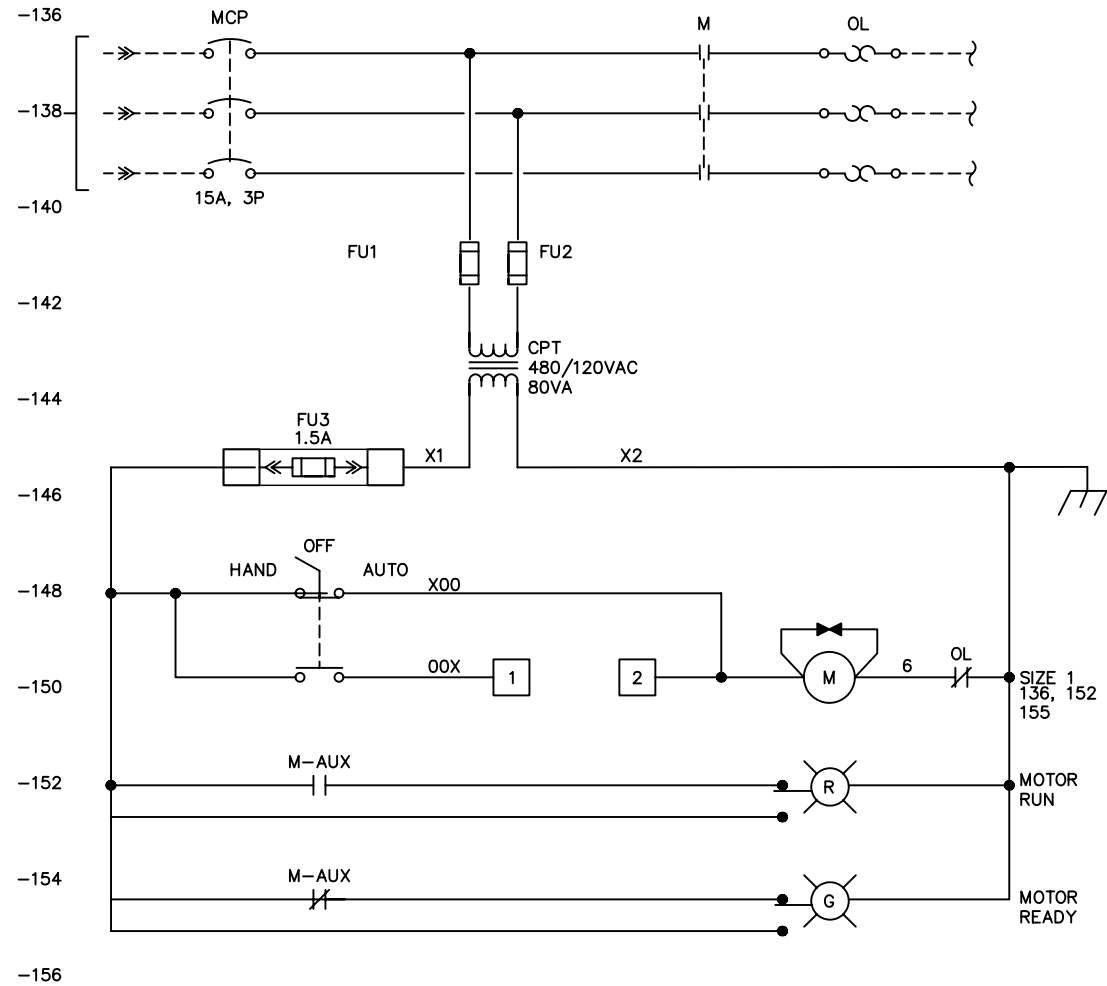 -136
MCP
M
OL
-138
15A, 3P
-140
FU1
FU2
-142
CPT
480/120VAC
80VA
-144
FU3
1.5A
X1
X2
-146
OFF
HAND
AUTO
-148
X00
OL
00X
1
2
M
6
-150
SIZE 1
136, 152
155
M-AUX
-152
R
MOTOR
RUN
M-AUX
-154
G
MOTOR
READY
-156